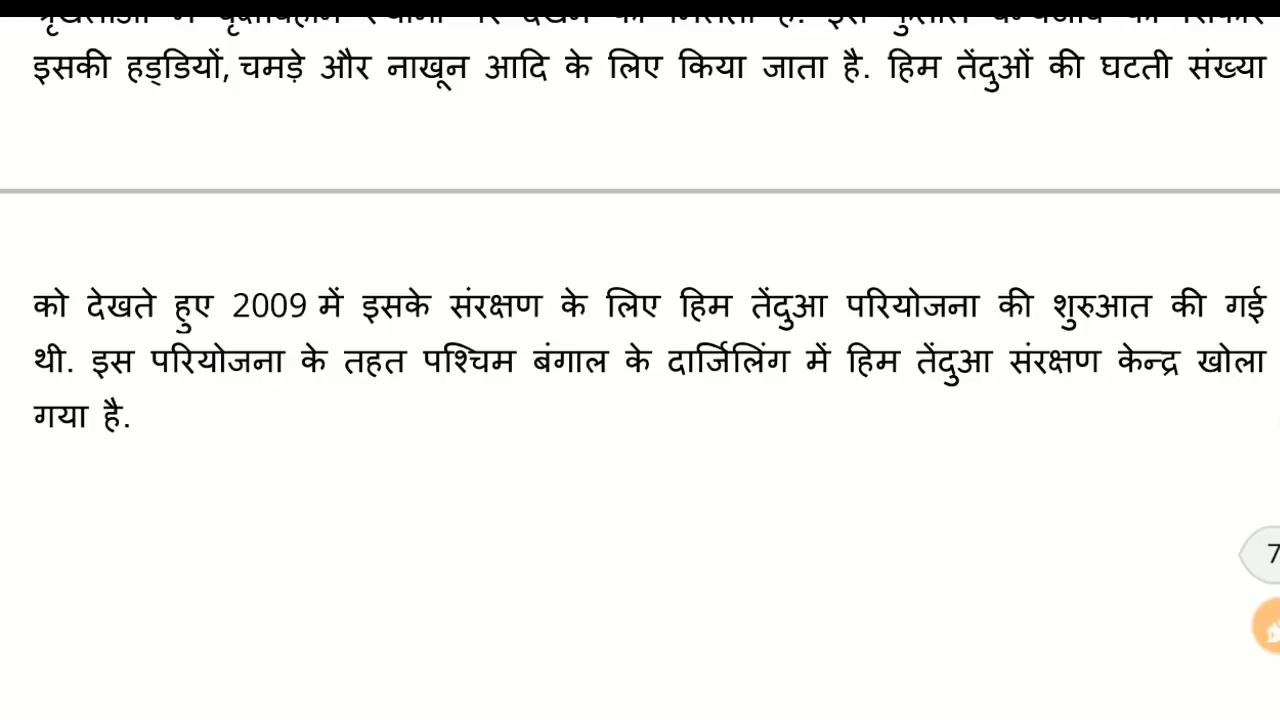 इसकी हड्डियों, चमड़े और नाखून आदि के लिए किया जाता है. हिम तेंदुओं की घटती संख्या
को देखते हुए 2009 में इसके संरक्षण के लिए हिम तेंदुआ परियोजना की शुरुआत की गई
थी. इस परियोजना के तहत पश्चिम बंगाल के दार्जिलिंग में हिम तेंदुआ संरक्षण केन्द्र खोला
गया है.
7